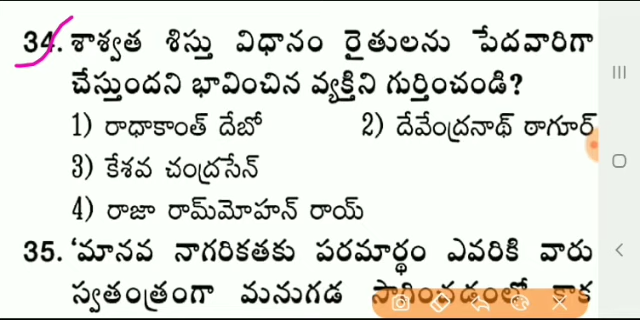 34. శాశ్వత శిస్తు విధానం రైతులను పేదవారిగా
చేస్తుందని భావించిన వ్యక్తిని గుర్తించండి?
1) రాధాకాంత్ దేబో 2) దేవేంద్రనాథ్ ఠాగూర్
3) కేశవ చంద్రసేన్
4) రాజా రామ్‌మోహన్ రాయ్
35. ‘మానవ నాగరికతకు పరమార్థం ఎవరికి వారు
స్వతంత్రంగా మనుగడ సాగించడంలో కాక